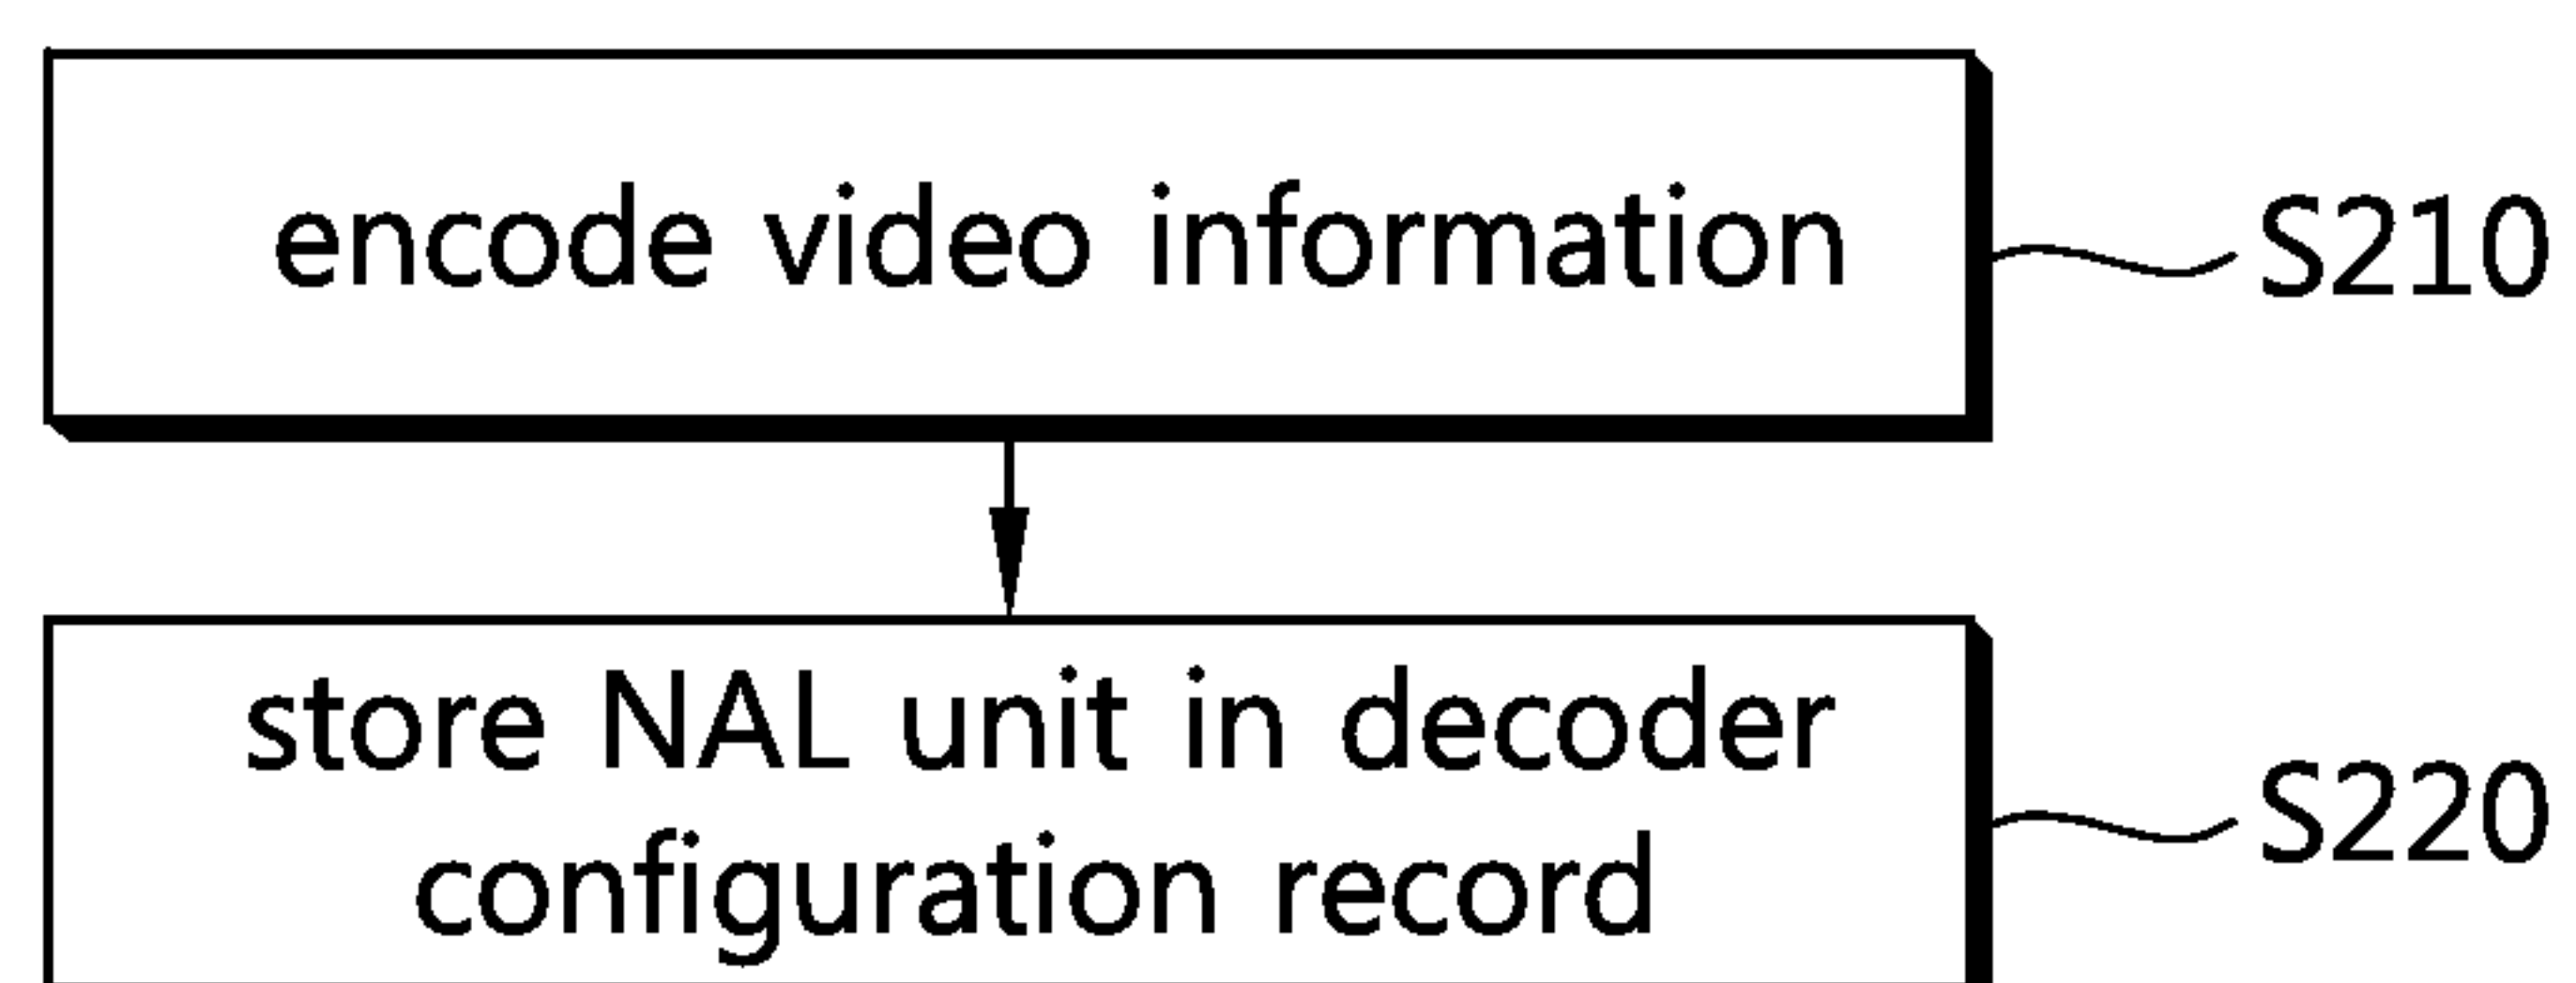 encode video information
S210
store NAL unit in decoder
configuration record
S220